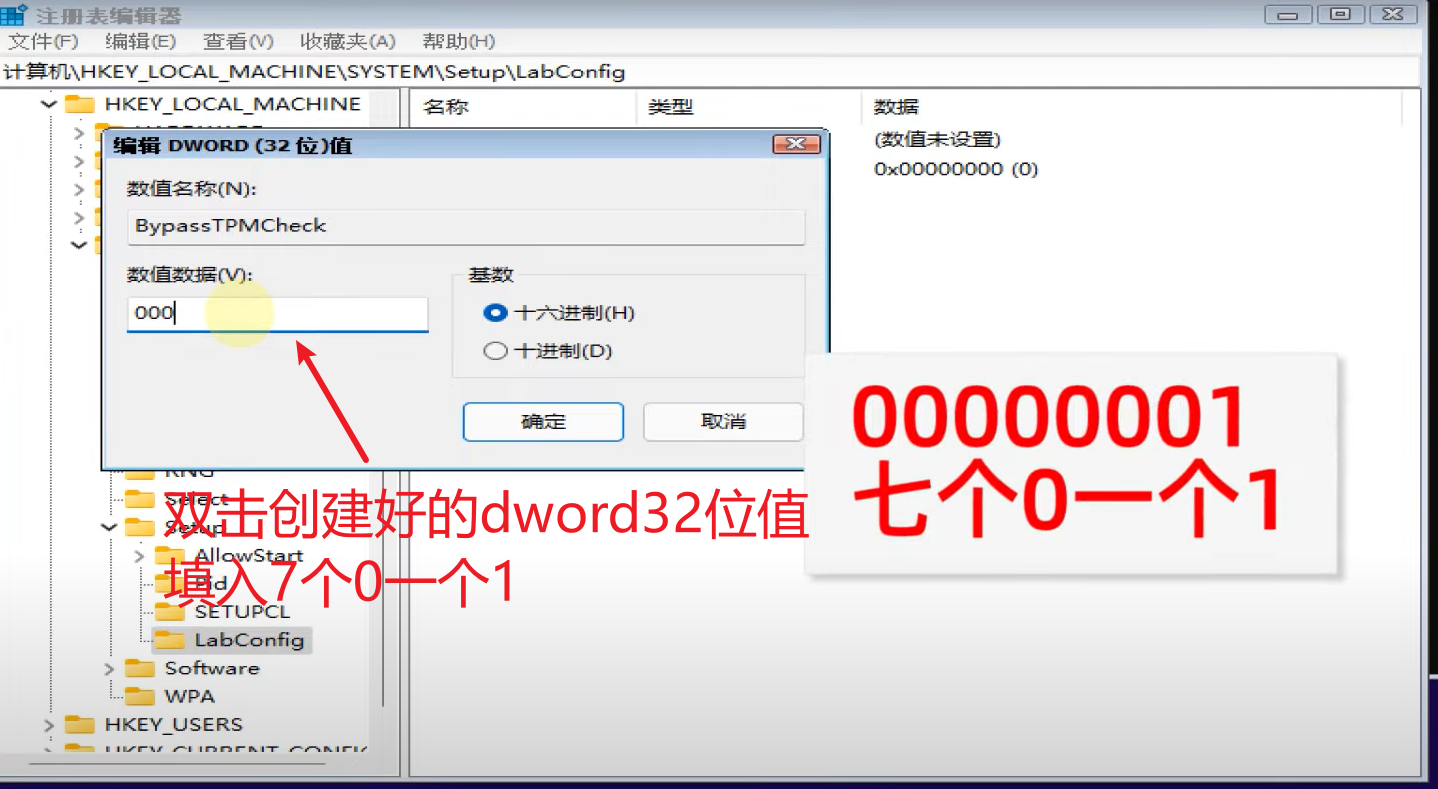 注册表编辑器
文件(F) 编辑(E) 查看(V) 收藏夹(A) 帮助(H)
计算机\HKEY_LOCAL_MACHINE\SYSTEM\Setup\LabConfig
HKEY_LOCAL_MACHINE
名称 类型 数据
(数值未设置)
0x00000000 (0)
编辑 DWORD (32 位)值
数值名称(N):
BypassTPMCheck
数值数据(V):
000
基数
十六进制(H)
十进制(D)
确定 取消
00000001
七个0一个1
RNG
Select
双击创建好的dword32位值
Setup
AllowStart
填入7个0一个1
Pid
SETUPCL
LabConfig
Software
WPA
HKEY_USERS
HKEY_CURRENT_CONFIG